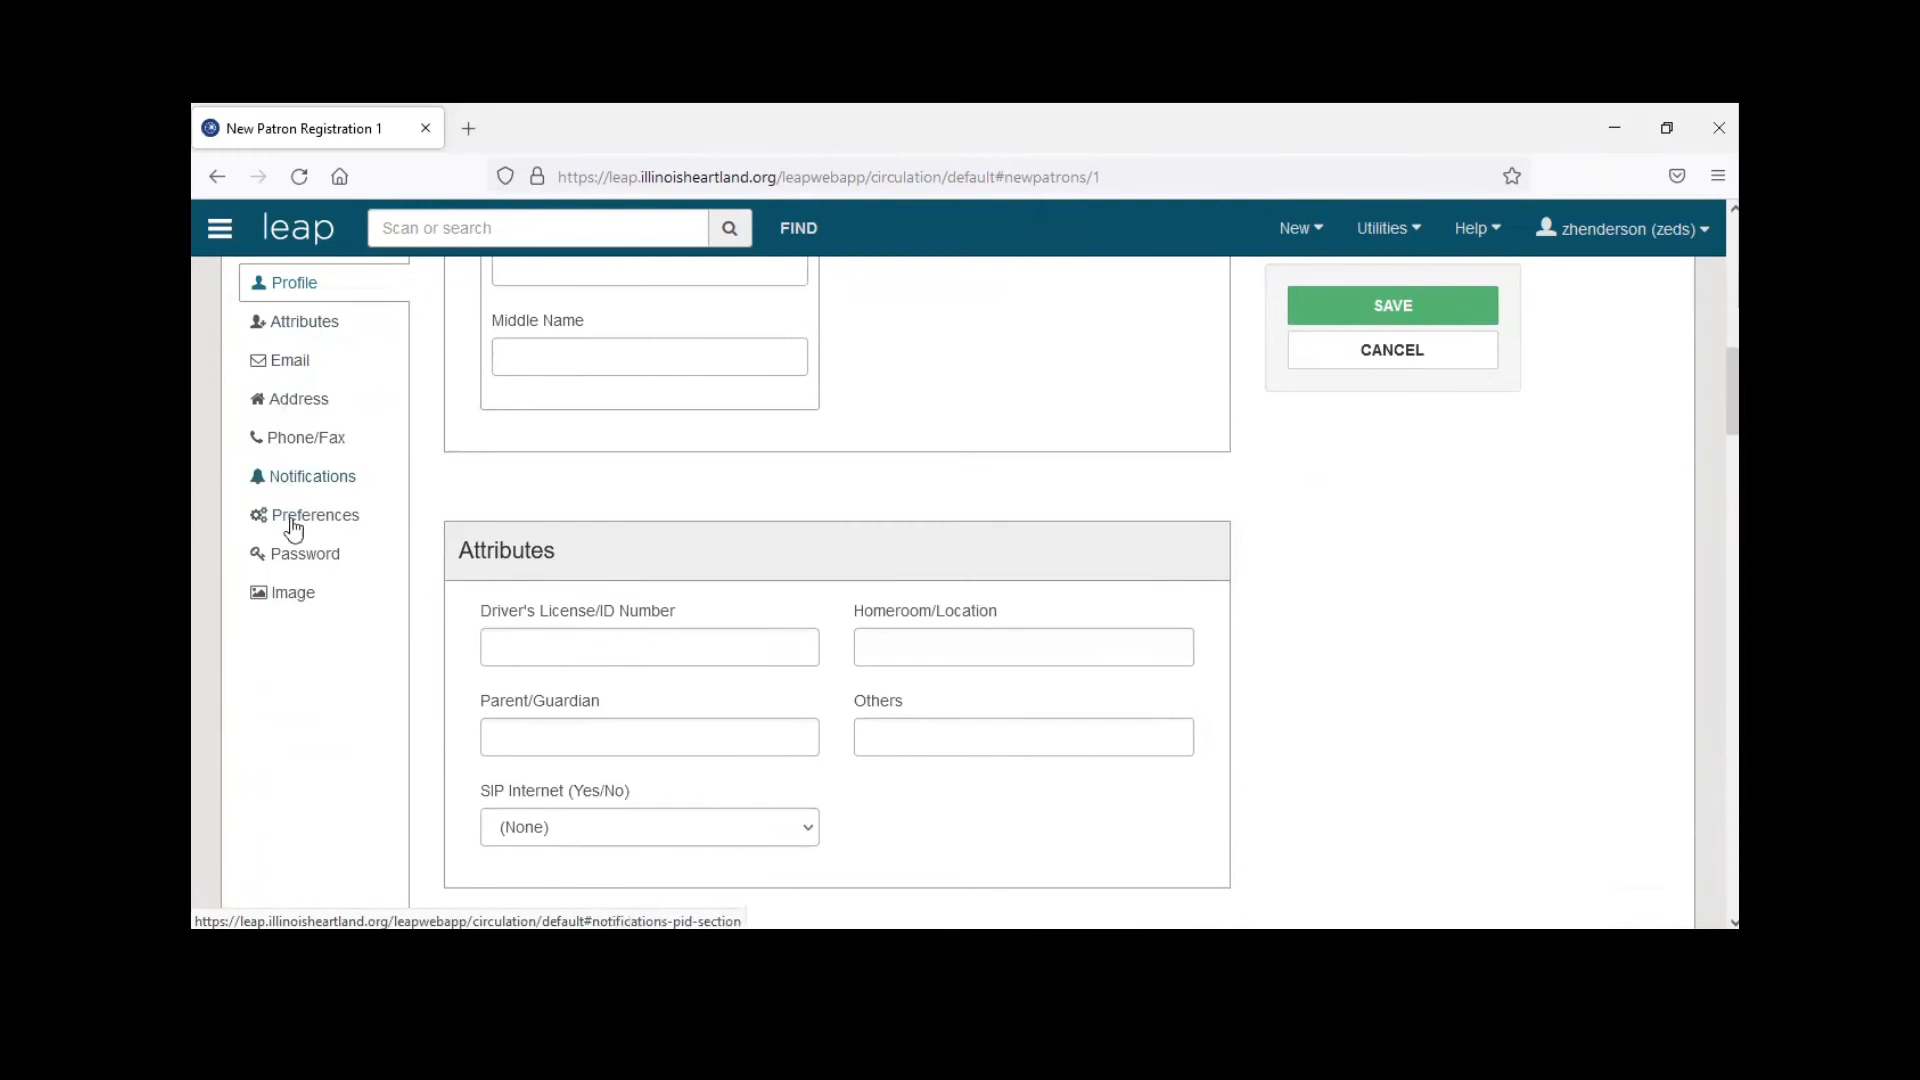 New Patron Registration 1
https://leap.illinoisheartland.org/leapwebapp/circulation/default#newpatrons/1
leap
Scan or search
FIND
New
Utilities
Help
zhenderson (zeds)
Profile
Attributes
Email
Address
Phone/Fax
Notifications
Preferences
Password
Image
Middle Name
SAVE
CANCEL
Attributes
Driver's License/ID Number
Homeroom/Location
Parent/Guardian
Others
SIP Internet (Yes/No)
(None)
https://leap.illinoisheartland.org/leapwebapp/circulation/default#notifications-pid-section